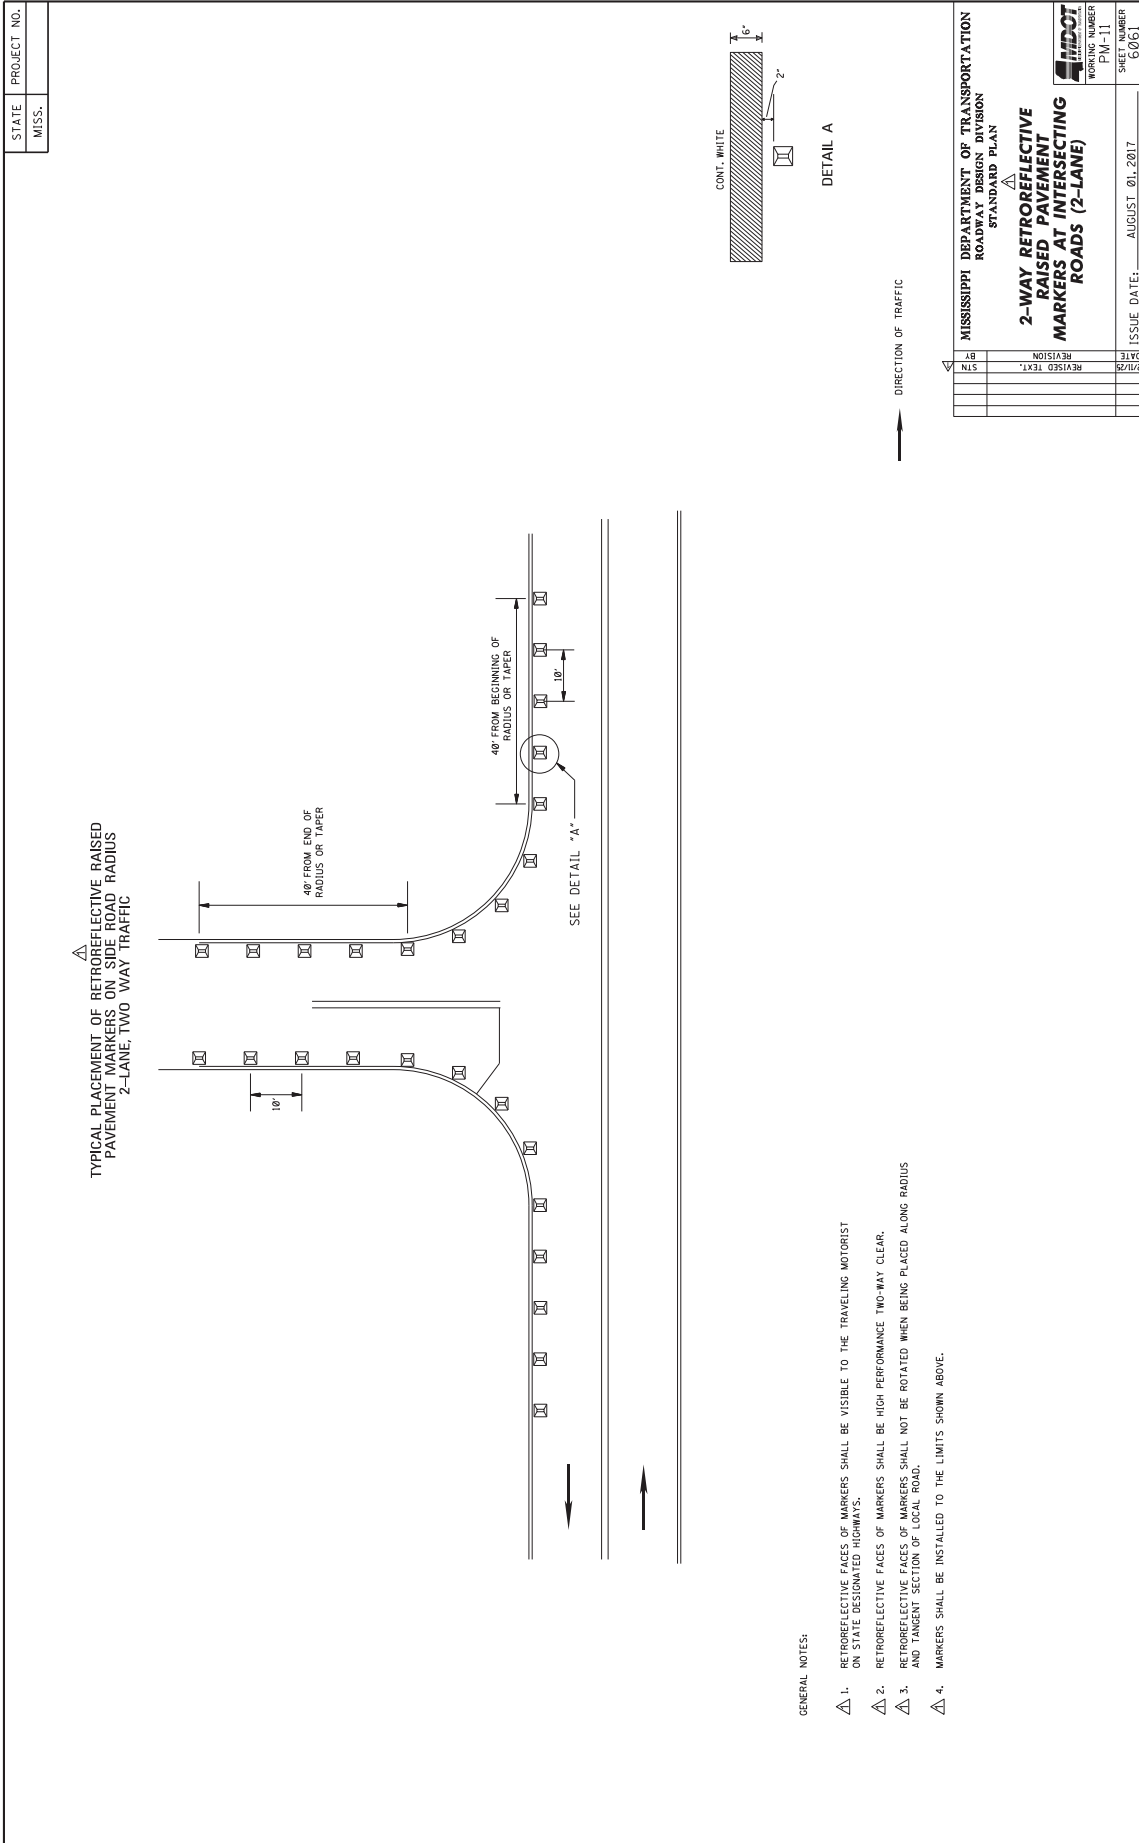 STATE
PROJECT NO.
MISS.
TYPICAL PLACEMENT OF RETROREFLECTIVE RAISED
PAVEMENT MARKERS ON SIDE ROAD RADIUS
2-LANE, TWO WAY TRAFFIC
10'
40' FROM END OF
RADIUS OR TAPER
40' FROM BEGINNING OF
RADIUS OR TAPER
10'
SEE DETAIL "A"
CONT. WHITE
6"
2"
DETAIL A
DIRECTION OF TRAFFIC
GENERAL NOTES:
1. RETROREFLECTIVE FACES OF MARKERS SHALL BE VISIBLE TO THE TRAVELING MOTORIST
ON STATE DESIGNATED HIGHWAYS.
2. RETROREFLECTIVE FACES OF MARKERS SHALL BE HIGH PERFORMANCE TWO-WAY CLEAR.
3. RETROREFLECTIVE FACES OF MARKERS SHALL NOT BE ROTATED WHEN BEING PLACED ALONG RADIUS
AND TANGENT SECTION OF LOCAL ROAD.
4. MARKERS SHALL BE INSTALLED TO THE LIMITS SHOWN ABOVE.
BY
STN
REVISION
REVISED TEXT.
DATE
MISSISSIPPI DEPARTMENT OF TRANSPORTATION
ROADWAY DESIGN DIVISION
STANDARD PLAN
2-WAY RETROREFLECTIVE
RAISED PAVEMENT
MARKERS AT INTERSECTING
ROADS (2-LANE)
MDOT
WORKING NUMBER
PM-11
SHEET NUMBER
6061
ISSUE DATE: AUGUST 01, 2017